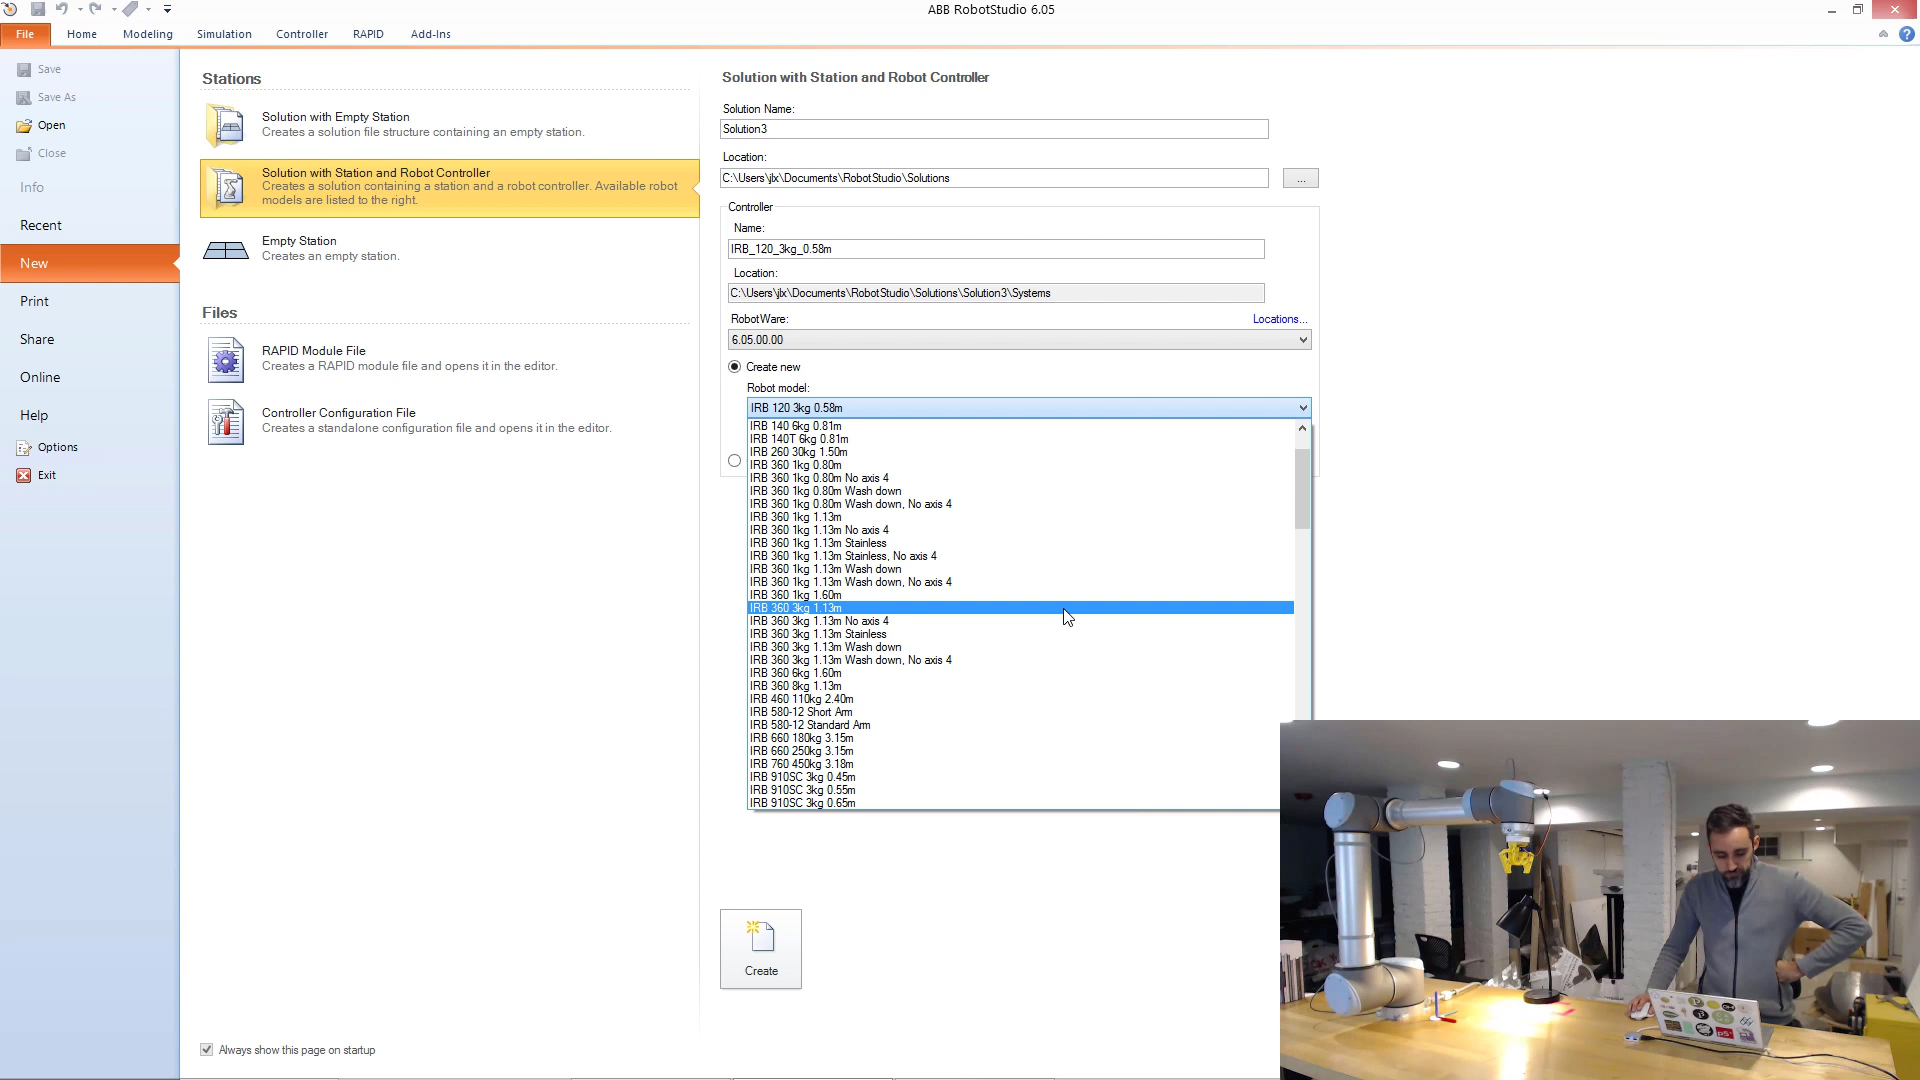 ABB RobotStudio 6.05
File Home Modeling Simulation Controller RAPID Add-Ins
Save
Save As
Open
Close
Info
Recent
New
Print
Share
Online
Help
Options
Exit
Stations
Solution with Empty Station
Creates a solution file structure containing an empty station.
Solution with Station and Robot Controller
Creates a solution containing a station and a robot controller. Available robot
models are listed to the right.
Empty Station
Creates an empty station.
Files
RAPID Module File
Creates a RAPID module file and opens it in the editor.
Controller Configuration File
Creates a standalone configuration file and opens it in the editor.
Always show this page on startup
Solution with Station and Robot Controller
Solution Name:
Solution3
Location:
C:\Users\jlx\Documents\RobotStudio\Solutions
...
Controller
Name:
IRB_120_3kg_0.58m
Location:
C:\Users\jlx\Documents\RobotStudio\Solutions\Solution3\Systems
RobotWare: Locations...
6.05.00.00
Create new
Robot model:
IRB 120 3kg 0.58m
IRB 140 6kg 0.81m
IRB 140T 6kg 0.81m
IRB 260 30kg 1.50m
IRB 360 1kg 0.80m
IRB 360 1kg 0.80m No axis 4
IRB 360 1kg 0.80m Wash down
IRB 360 1kg 0.80m Wash down, No axis 4
IRB 360 1kg 1.13m
IRB 360 1kg 1.13m No axis 4
IRB 360 1kg 1.13m Stainless
IRB 360 1kg 1.13m Stainless, No axis 4
IRB 360 1kg 1.13m Wash down
IRB 360 1kg 1.13m Wash down, No axis 4
IRB 360 1kg 1.60m
IRB 360 3kg 1.13m
IRB 360 3kg 1.13m No axis 4
IRB 360 3kg 1.13m Stainless
IRB 360 3kg 1.13m Wash down
IRB 360 3kg 1.13m Wash down, No axis 4
IRB 360 6kg 1.60m
IRB 360 8kg 1.13m
IRB 460 110kg 2.40m
IRB 580-12 Short Arm
IRB 580-12 Standard Arm
IRB 660 180kg 3.15m
IRB 660 250kg 3.15m
IRB 760 450kg 3.18m
IRB 910SC 3kg 0.45m
IRB 910SC 3kg 0.55m
IRB 910SC 3kg 0.65m
Create